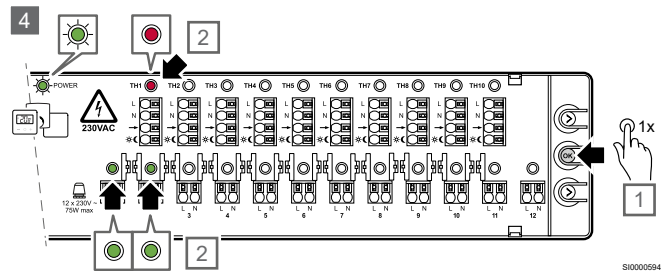 4
2
POWER
TH1 TH2 TH3 TH4 TH5 TH6 TH7 TH8 TH9 TH10
L
N
230VAC
1x
OK
12 x 230V ~
75W max
L N L N L N L N L N L N L N L N L N L N
3 4 5 6 7 8 9 10 11 12
1
2
SI0000594